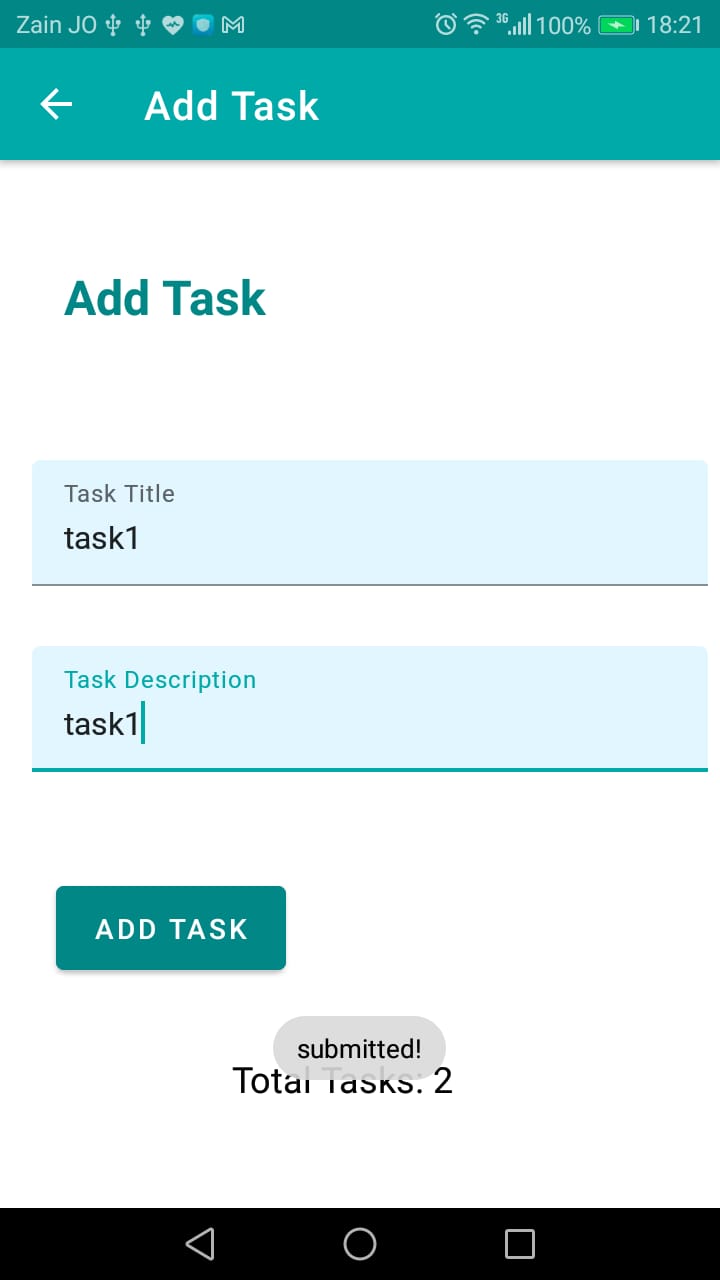 Zain JO 3G 100% 18:21
Add Task
Add Task
Task Title
task1
Task Description
task1
ADD TASK
submitted!
Total Tasks: 2